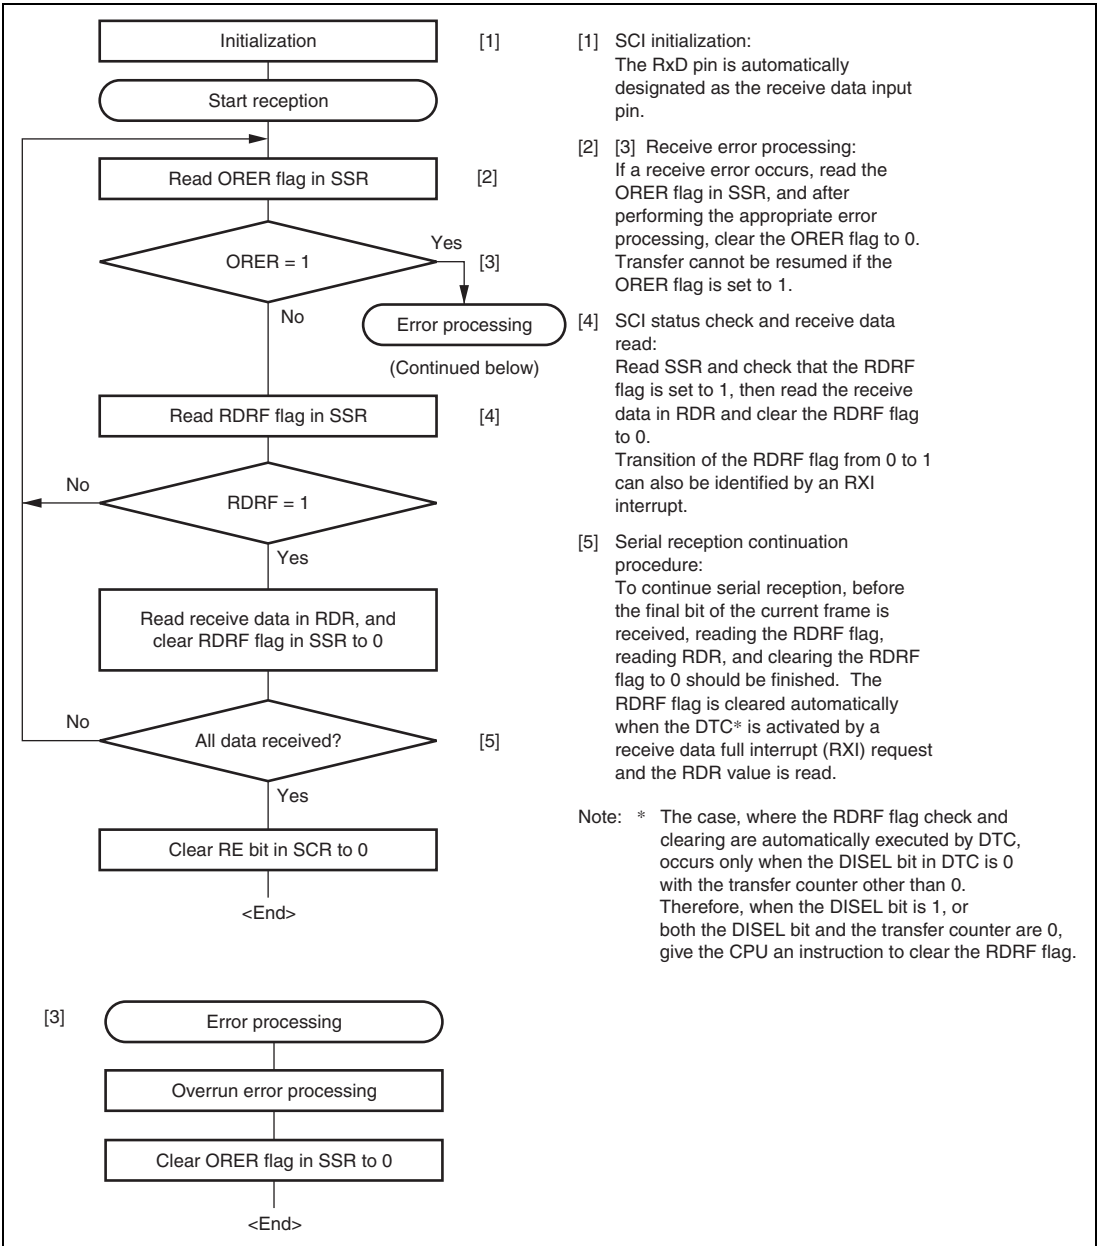 Initialization [1]
Start reception
Read ORER flag in SSR [2]
Yes
ORER = 1 [3]
No
Error processing
(Continued below)
Read RDRF flag in SSR [4]
No
RDRF = 1
Yes
Read receive data in RDR, and
clear RDRF flag in SSR to 0
No
All data received? [5]
Yes
Clear RE bit in SCR to 0
<End>
[1] SCI initialization:
The RxD pin is automatically
designated as the receive data input
pin.
[2] [3] Receive error processing:
If a receive error occurs, read the
ORER flag in SSR, and after
performing the appropriate error
processing, clear the ORER flag to 0.
Transfer cannot be resumed if the
ORER flag is set to 1.
[4] SCI status check and receive data
read:
Read SSR and check that the RDRF
flag is set to 1, then read the receive
data in RDR and clear the RDRF flag
to 0.
Transition of the RDRF flag from 0 to 1
can also be identified by an RXI
interrupt.
[5] Serial reception continuation
procedure:
To continue serial reception, before
the final bit of the current frame is
received, reading the RDRF flag,
reading RDR, and clearing the RDRF
flag to 0 should be finished. The
RDRF flag is cleared automatically
when the DTC* is activated by a
receive data full interrupt (RXI) request
and the RDR value is read.
Note: * The case, where the RDRF flag check and
clearing are automatically executed by DTC,
occurs only when the DISEL bit in DTC is 0
with the transfer counter other than 0.
Therefore, when the DISEL bit is 1, or
both the DISEL bit and the transfer counter are 0,
give the CPU an instruction to clear the RDRF flag.
[3] Error processing
Overrun error processing
Clear ORER flag in SSR to 0
<End>